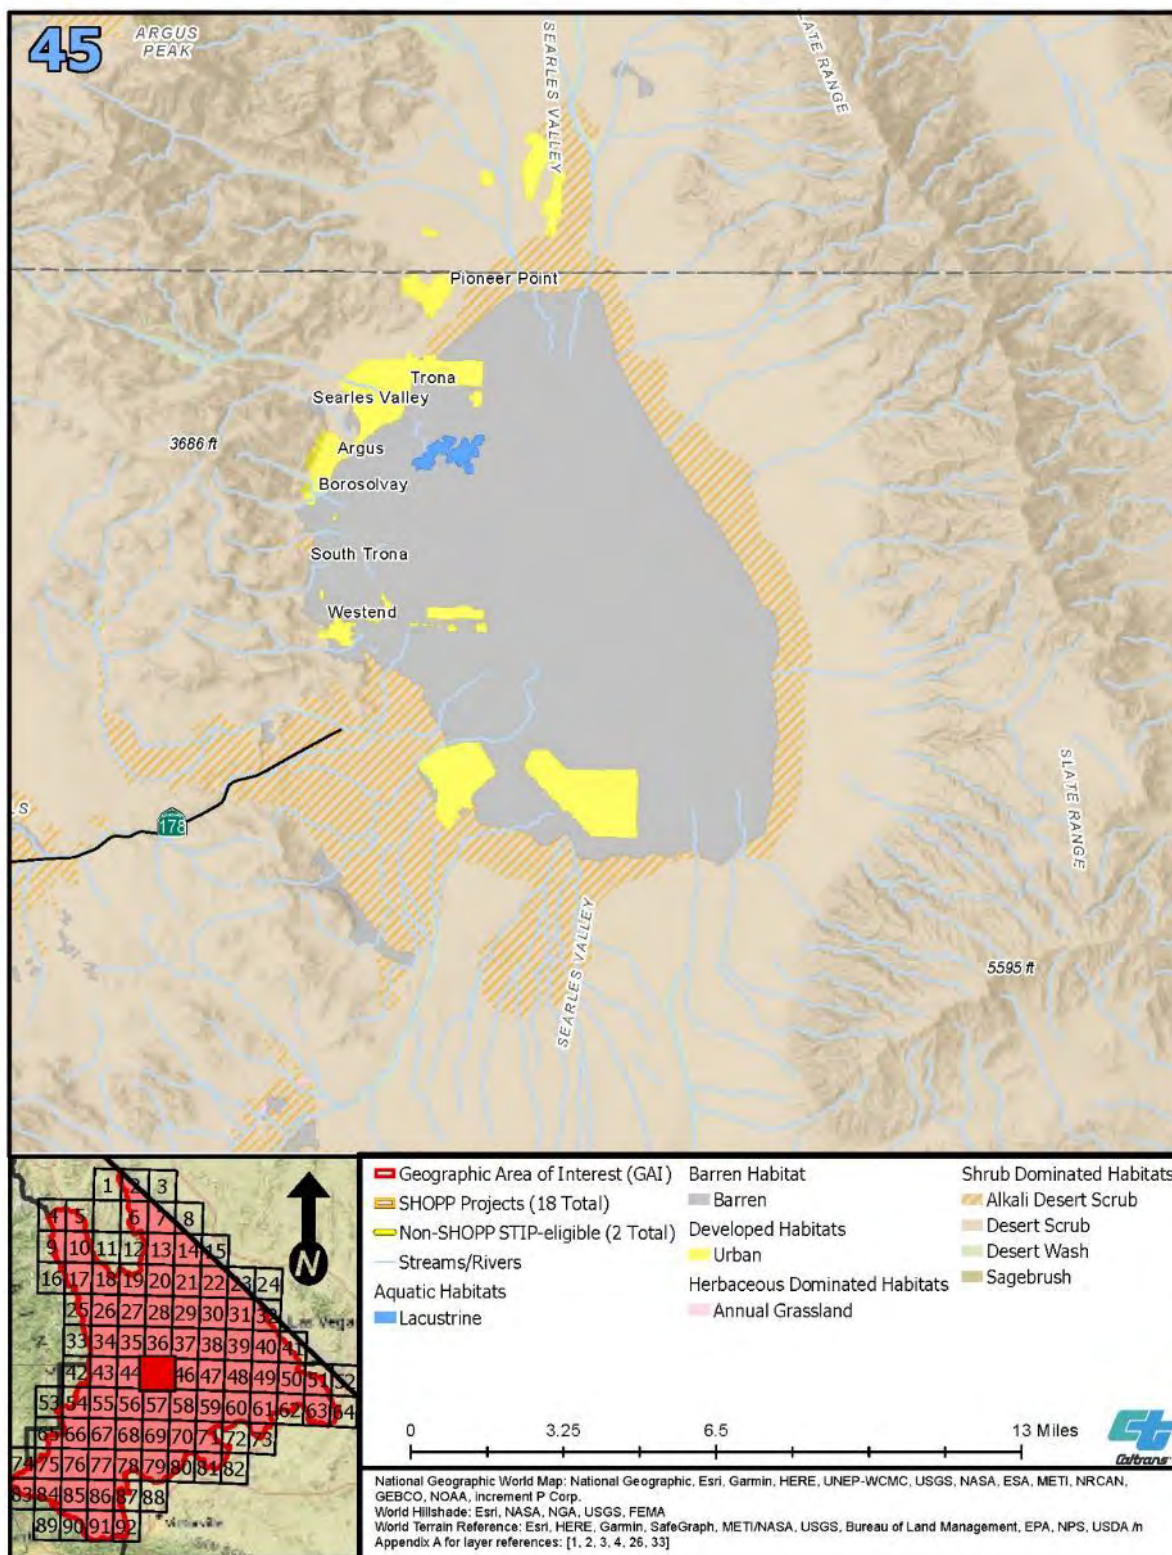 45
ARGUS
PEAK
SEARLES VALLEY
SLATE RANGE
Pioneer Point
Trona
Searles Valley
3686 ft
Argus
Borosolvay
South Trona
Westend
178
SLATE RANGE
SEARLES VALLEY
5595 ft
1 2 3
4 5 6 7 8
9 10 11 12 13 14 15
16 17 18 19 20 21 22 23 24
25 26 27 28 29 30 31 32
33 34 35 36 37 38 39 40 41
42 43 44 46 47 48 49 50 51 52
53 54 55 56 57 58 59 60 61 62 63 64
65 66 67 68 69 70 71 72 73
74 75 76 77 78 79 80 81 82
83 84 85 86 87 88
89 90 91 92
N
Geographic Area of Interest (GAI)
SHOPP Projects (18 Total)
Non-SHOPP STIP-eligible (2 Total)
Streams/Rivers
Aquatic Habitats
Lacustrine
Barren Habitat
Barren
Developed Habitats
Urban
Herbaceous Dominated Habitats
Annual Grassland
Shrub Dominated Habitats
Alkali Desert Scrub
Desert Scrub
Desert Wash
Sagebrush
0 3.25 6.5 13 Miles
Caltrans
National Geographic World Map: National Geographic, Esri, Garmin, HERE, UNEP-WCMC, USGS, NASA, ESA, METI, NRCAN,
GEBCO, NOAA, increment P Corp.
World Hillshade: Esri, NASA, NGA, USGS, FEMA
World Terrain Reference: Esri, HERE, Garmin, SafeGraph, METI/NASA, USGS, Bureau of Land Management, EPA, NPS, USDA /n
Appendix A for layer references: [1, 2, 3, 4, 26, 33]